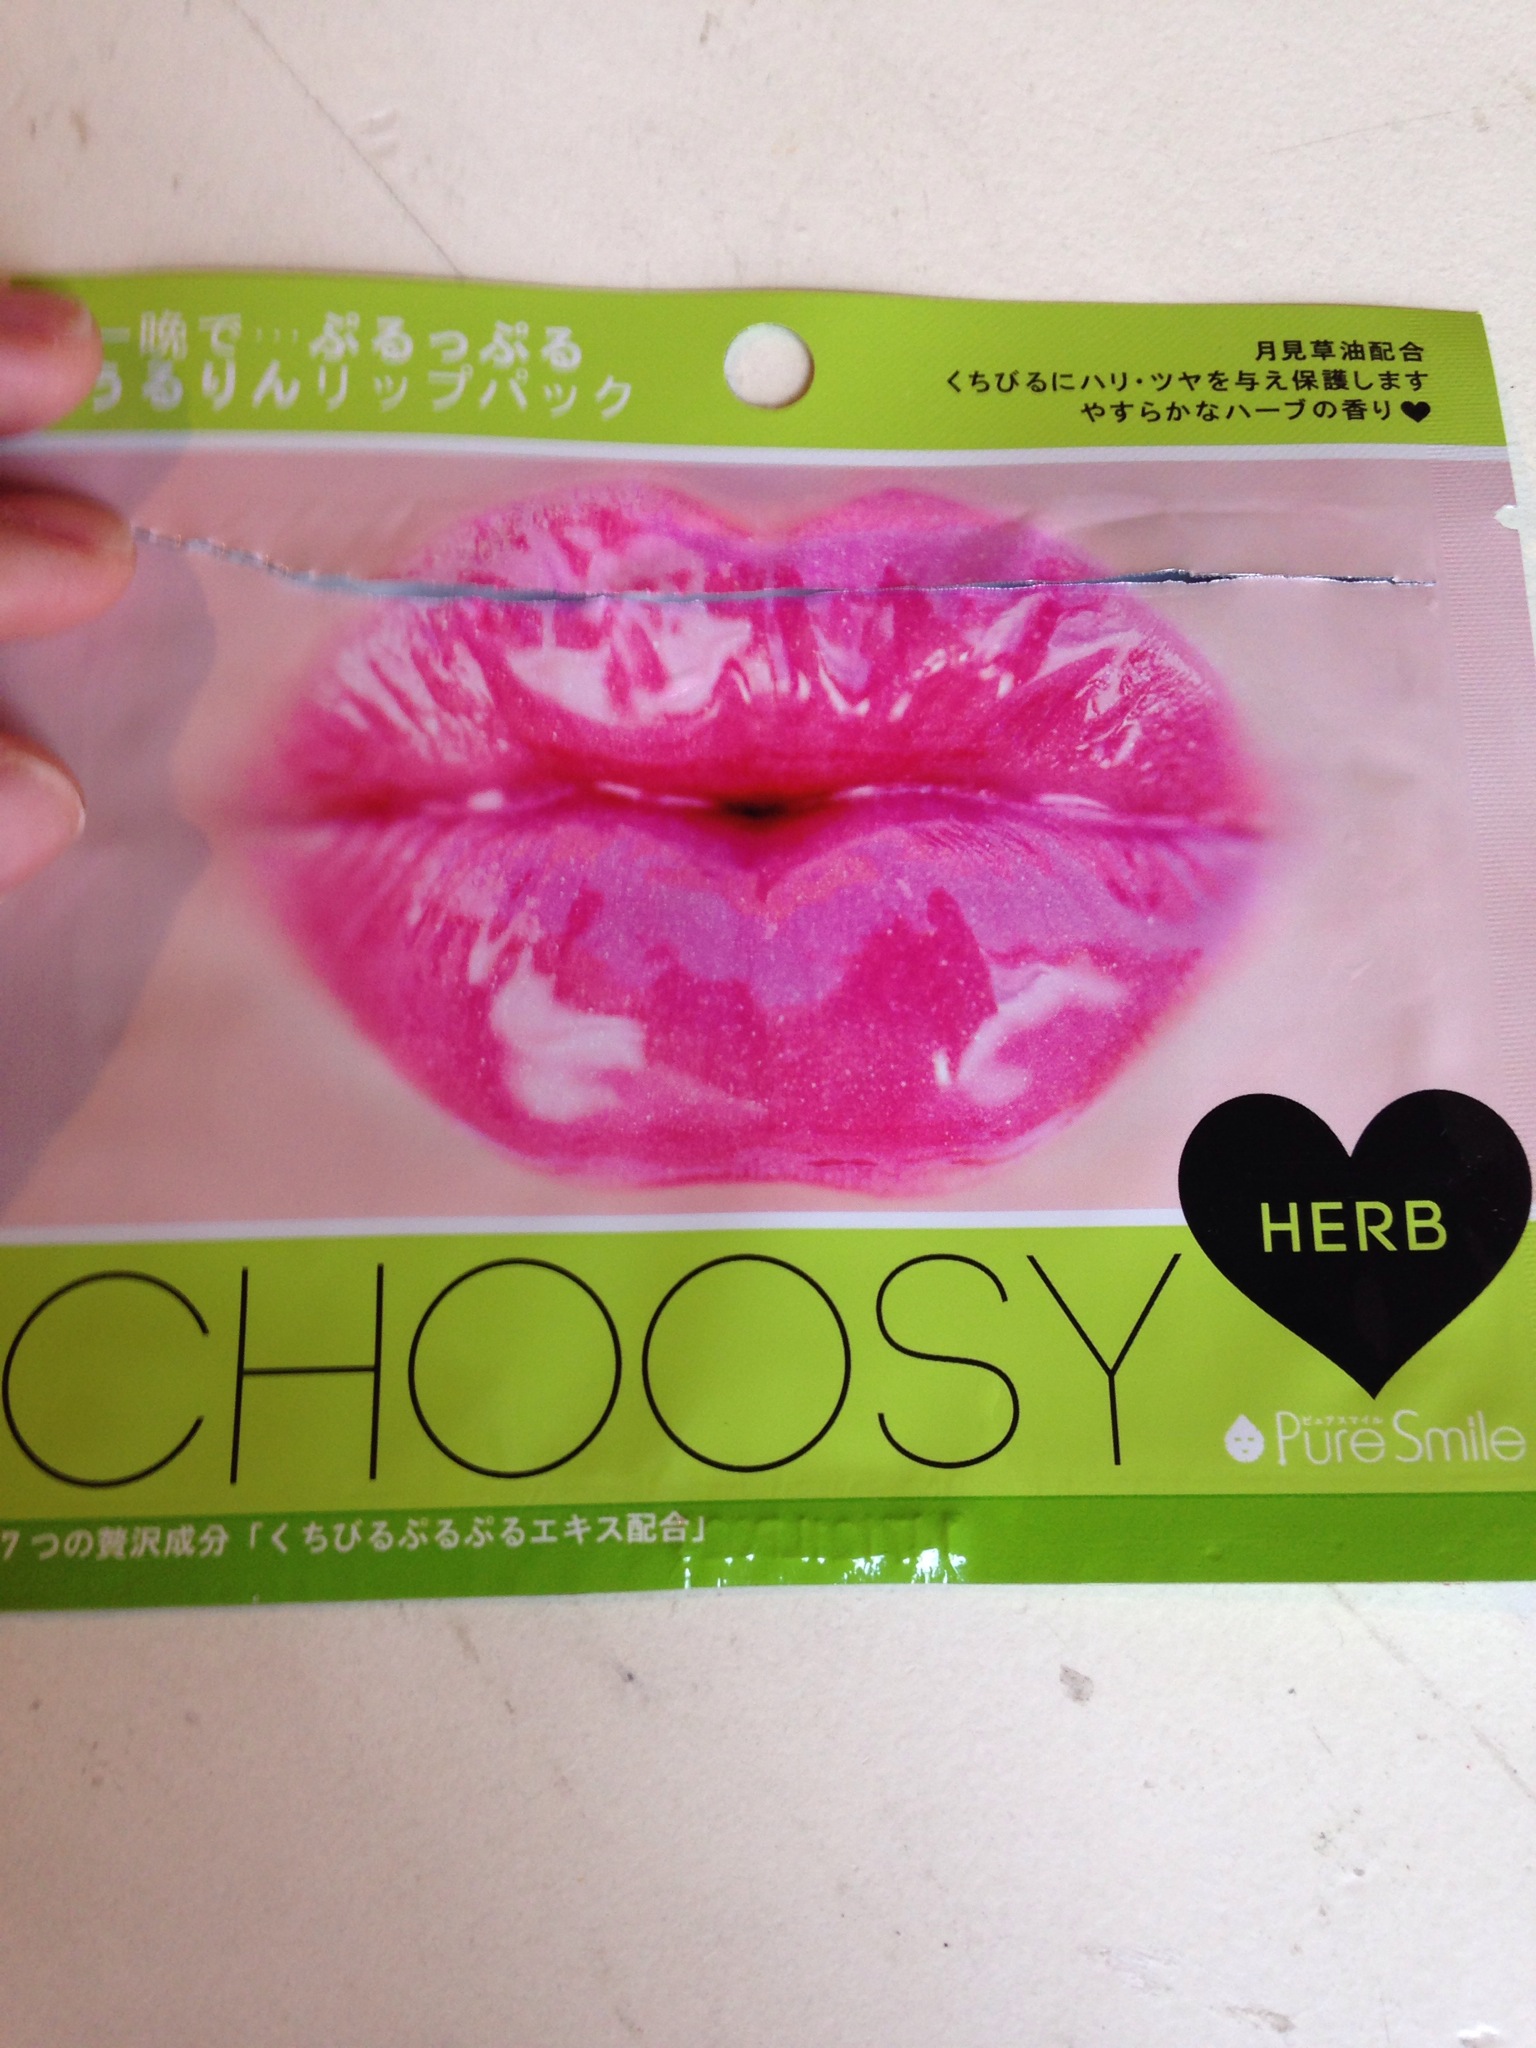 一晩で…ぷるっぷる
うるりんリップパック
月見草油配合
くちびるにハリ・ツヤを与え保護します
やすらかなハーブの香り♥
HERB
CHOOSY
ピュアスマイル
Pure Smile
7つの贅沢成分「くちびるぷるぷるエキス配合」